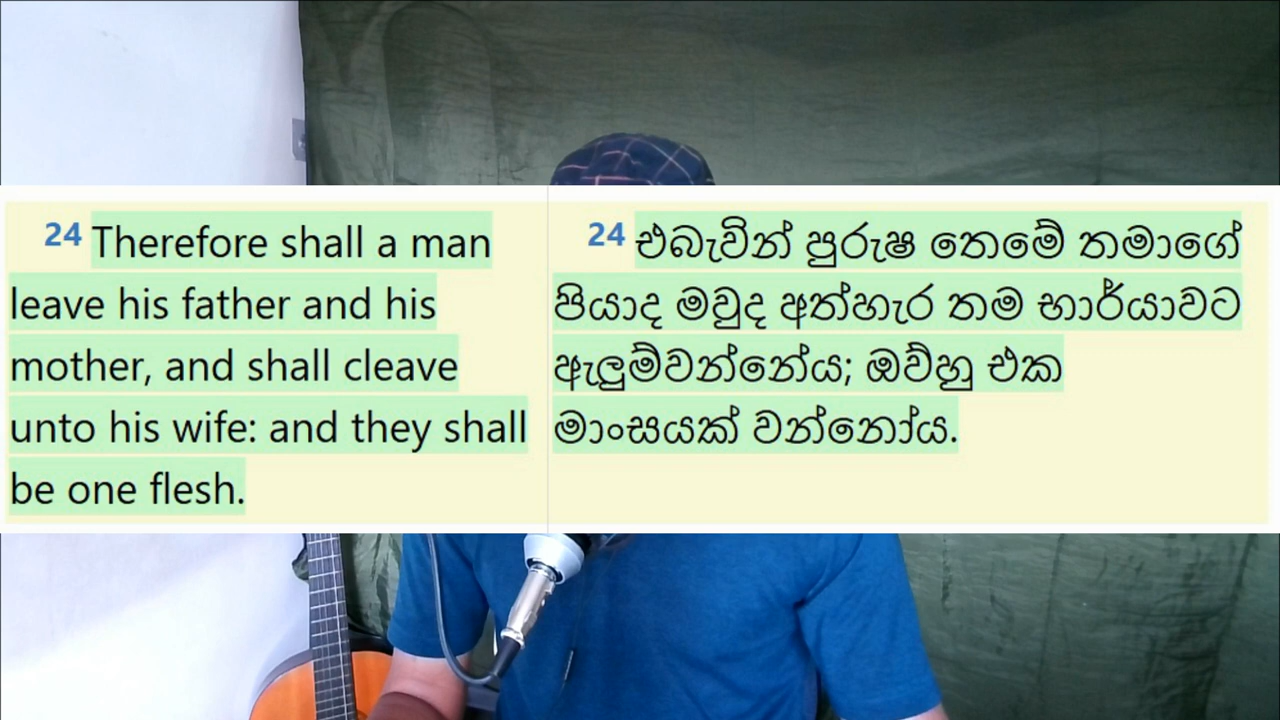 24 Therefore shall a man
leave his father and his
mother, and shall cleave
unto his wife: and they shall
be one flesh.
24 එබැවින් පුරුෂ තෙමේ තමාගේ
පියාද මවුද අත්හැර තම භාර්යාවට
ඇලුම්වන්නේය; ඔව්හු එක
මාංසයක් වන්නෝය.